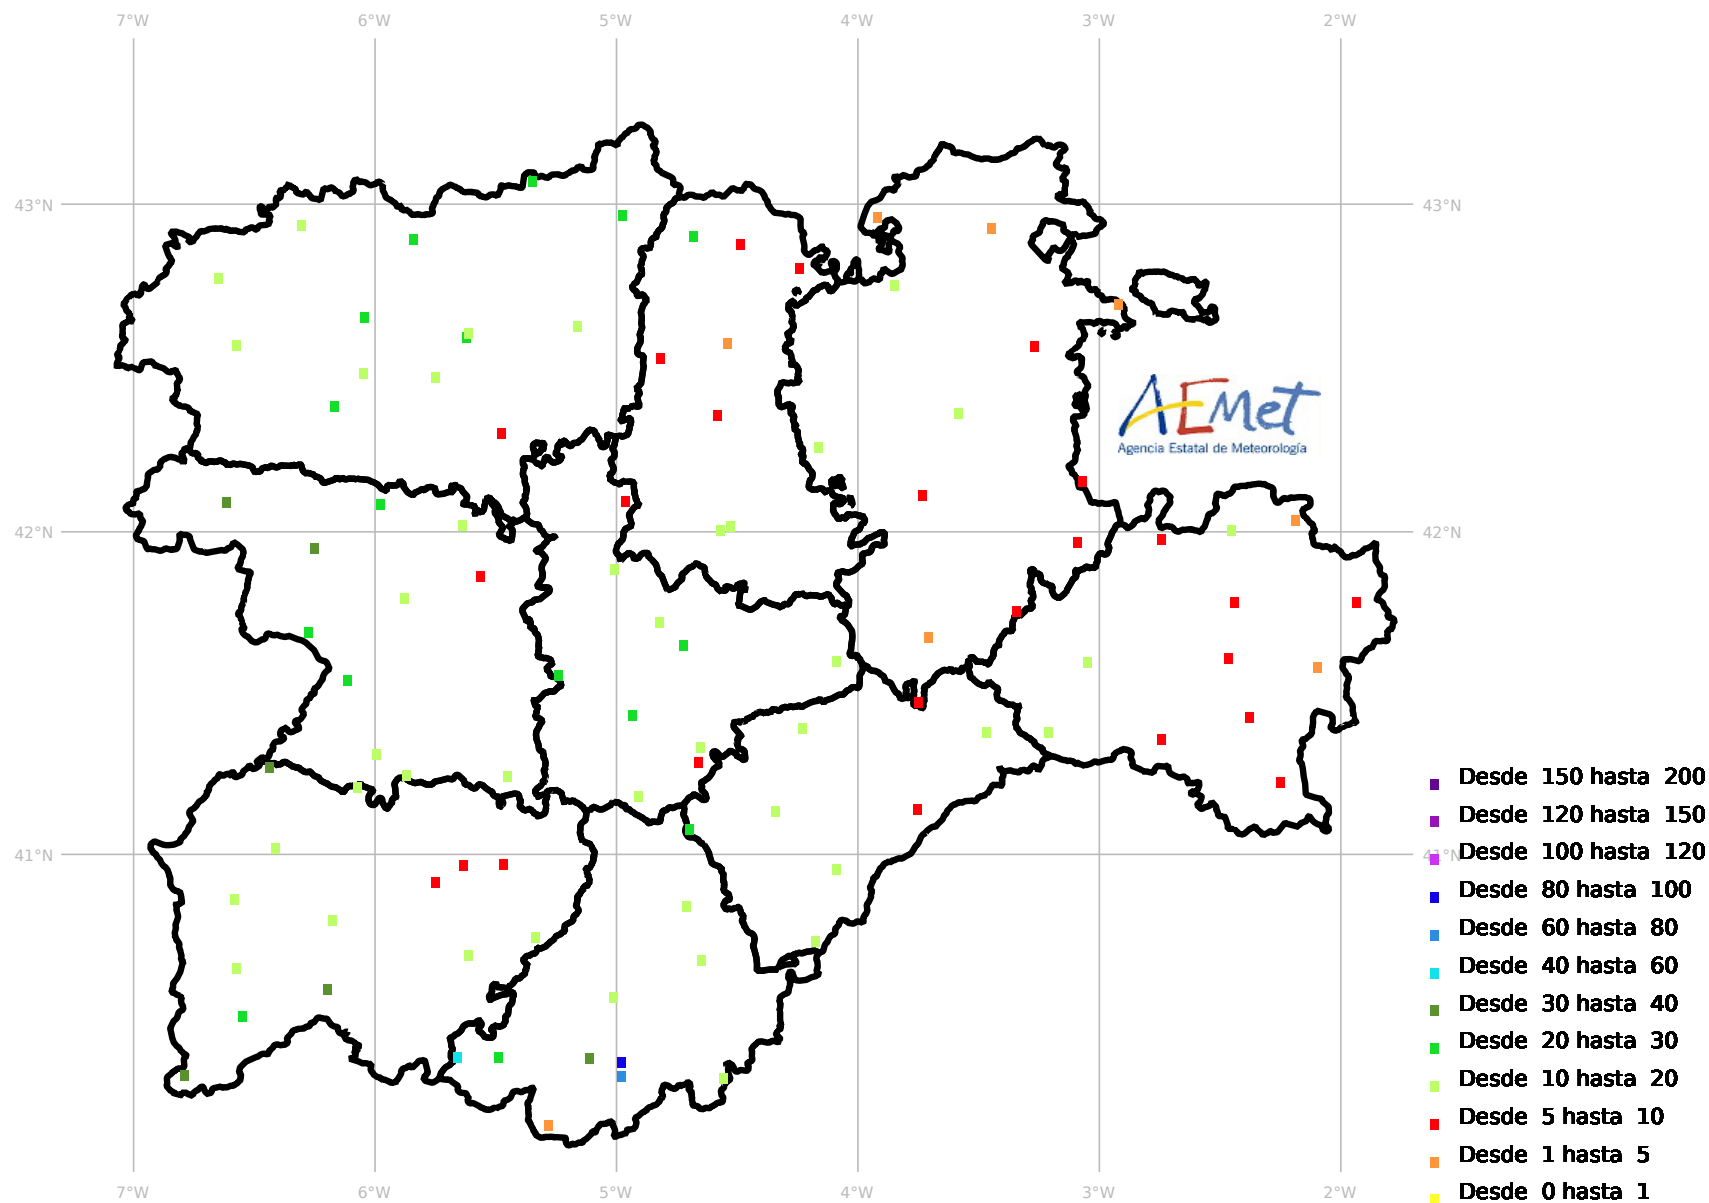 7°W 6°W 5°W 4°W 3°W 2°W
43°N 43°N
AEMet
Agencia Estatal de Meteorología
42°N 42°N
Desde 150 hasta 200
Desde 120 hasta 150
41°N Desde 100 hasta 120 41°N
Desde 80 hasta 100
Desde 60 hasta 80
Desde 40 hasta 60
Desde 30 hasta 40
Desde 20 hasta 30
Desde 10 hasta 20
Desde 5 hasta 10
Desde 1 hasta 5
Desde 0 hasta 1
7°W 6°W 5°W 4°W 3°W 2°W